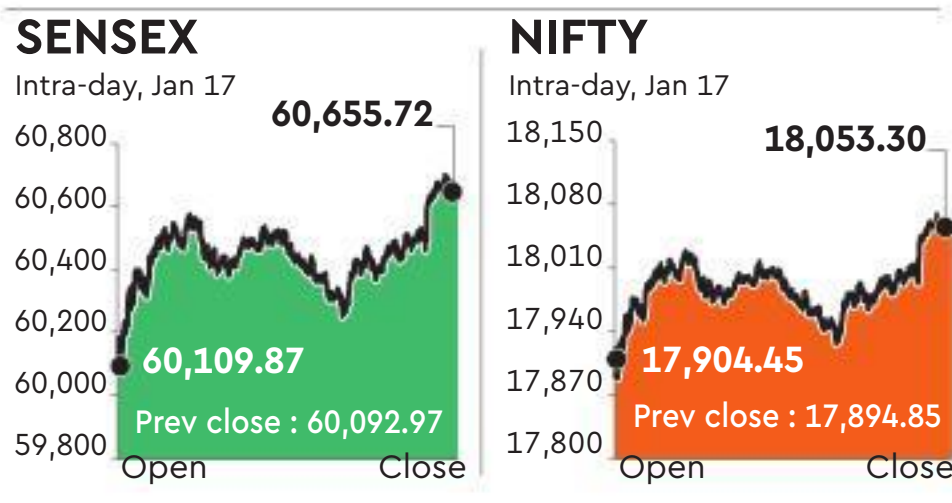 SENSEX
Intra-day, Jan 17
60,655.72
60,800
60,600
60,400
60,200
60,000
59,800
60,109.87
Prev close : 60,092.97
Open Close
NIFTY
Intra-day, Jan 17
18,053.30
18,150
18,080
18,010
17,940
17,870
17,800
17,904.45
Prev close : 17,894.85
Open Close